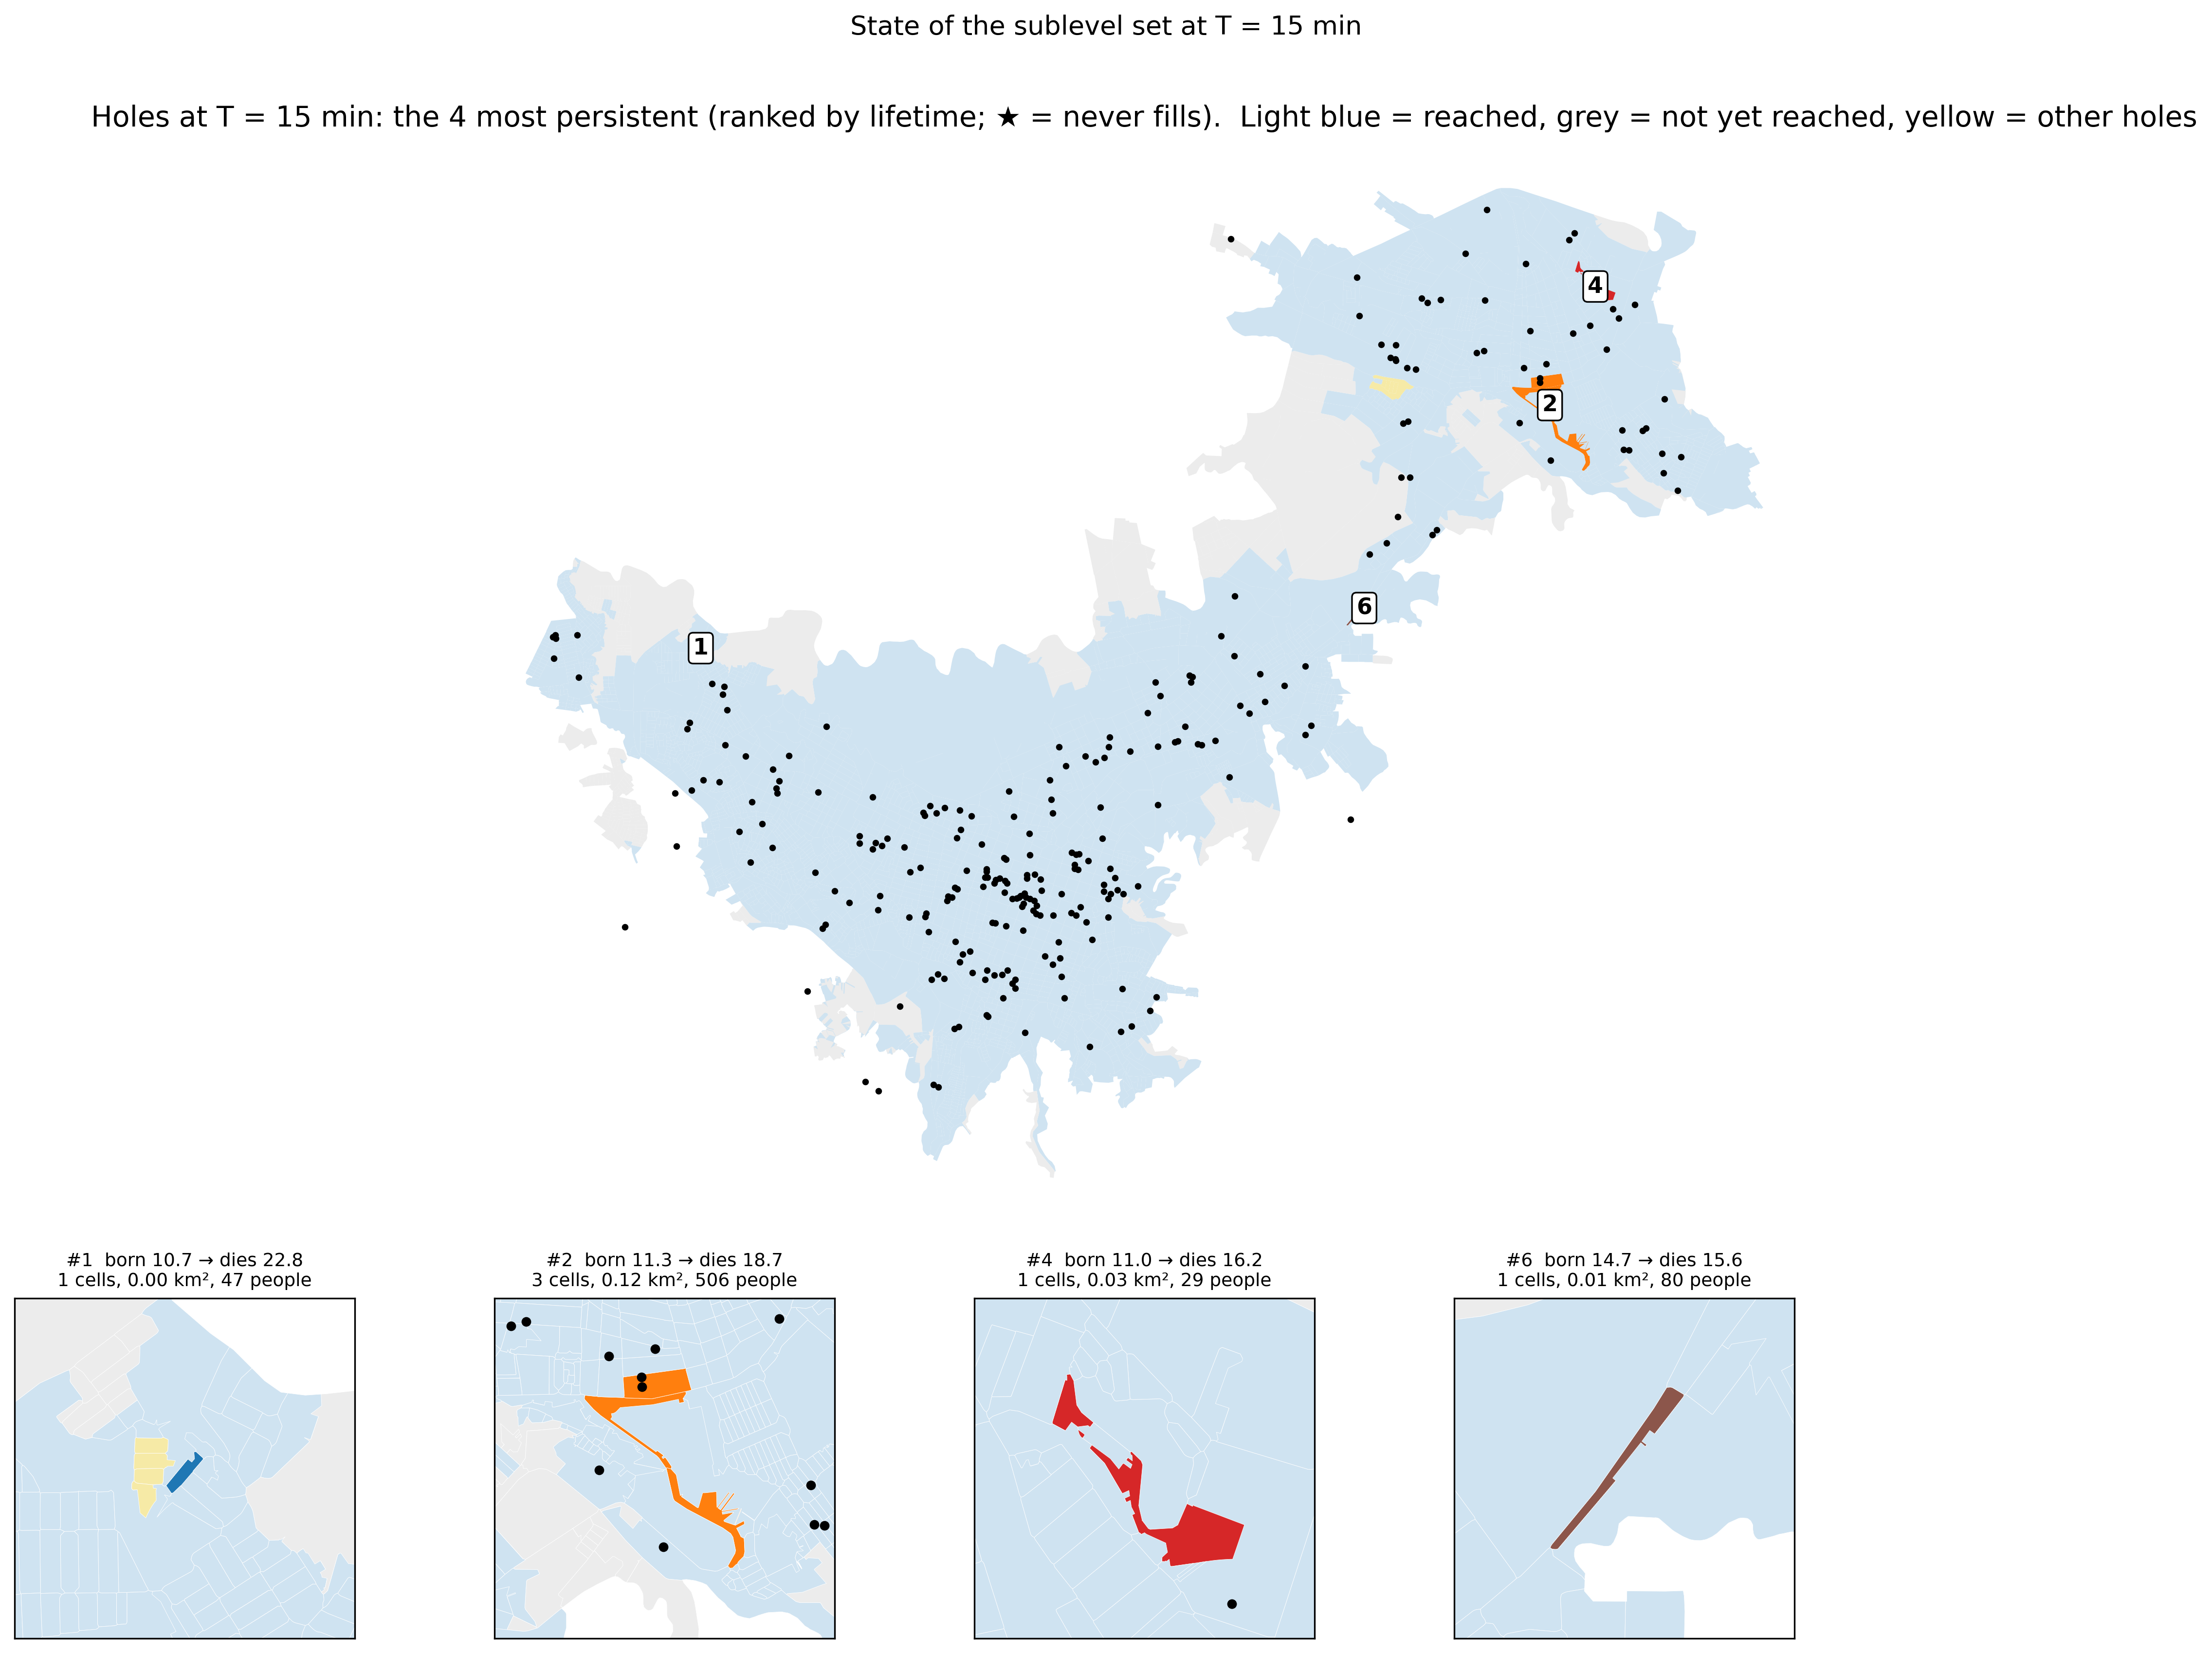 State of the sublevel set at T = 15 min
Holes at T = 15 min: the 4 most persistent (ranked by lifetime; ★ = never fills).  Light blue = reached, grey = not yet reached, yellow = other holes
4
2
6
1
#1  born 10.7 → dies 22.8
1 cells, 0.00 km², 47 people
#2  born 11.3 → dies 18.7
3 cells, 0.12 km², 506 people
#4  born 11.0 → dies 16.2
1 cells, 0.03 km², 29 people
#6  born 14.7 → dies 15.6
1 cells, 0.01 km², 80 people